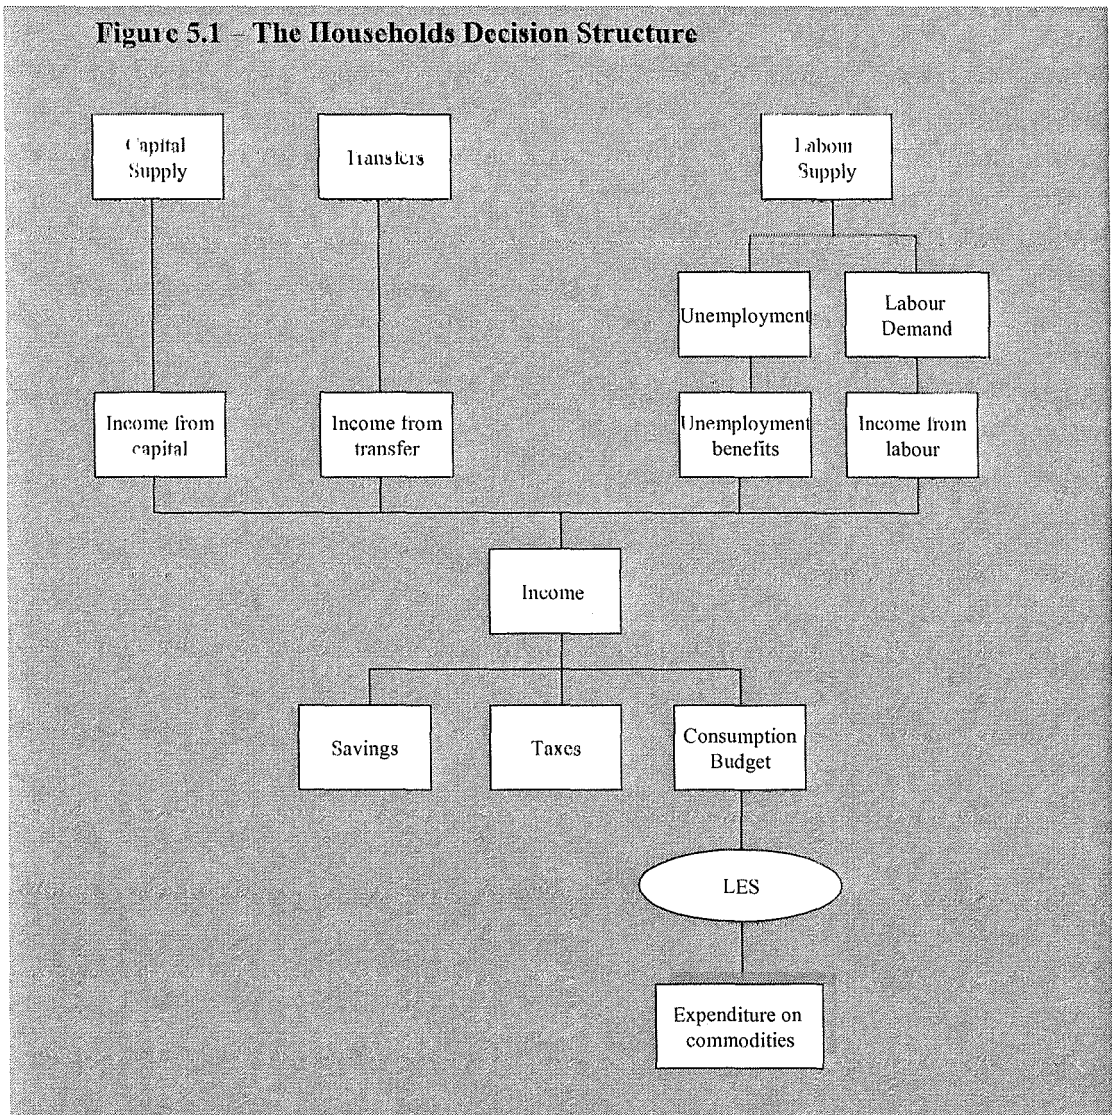 Figure 5.1 – The Households Decision Structure
Capital
Supply
Transfers
Labour
Supply
Unemployment
Labour
Demand
Income from
capital
Income from
transfer
Unemployment
benefits
Income from
labour
Income
Savings
Taxes
Consumption
Budget
LES
Expenditure on
commodities